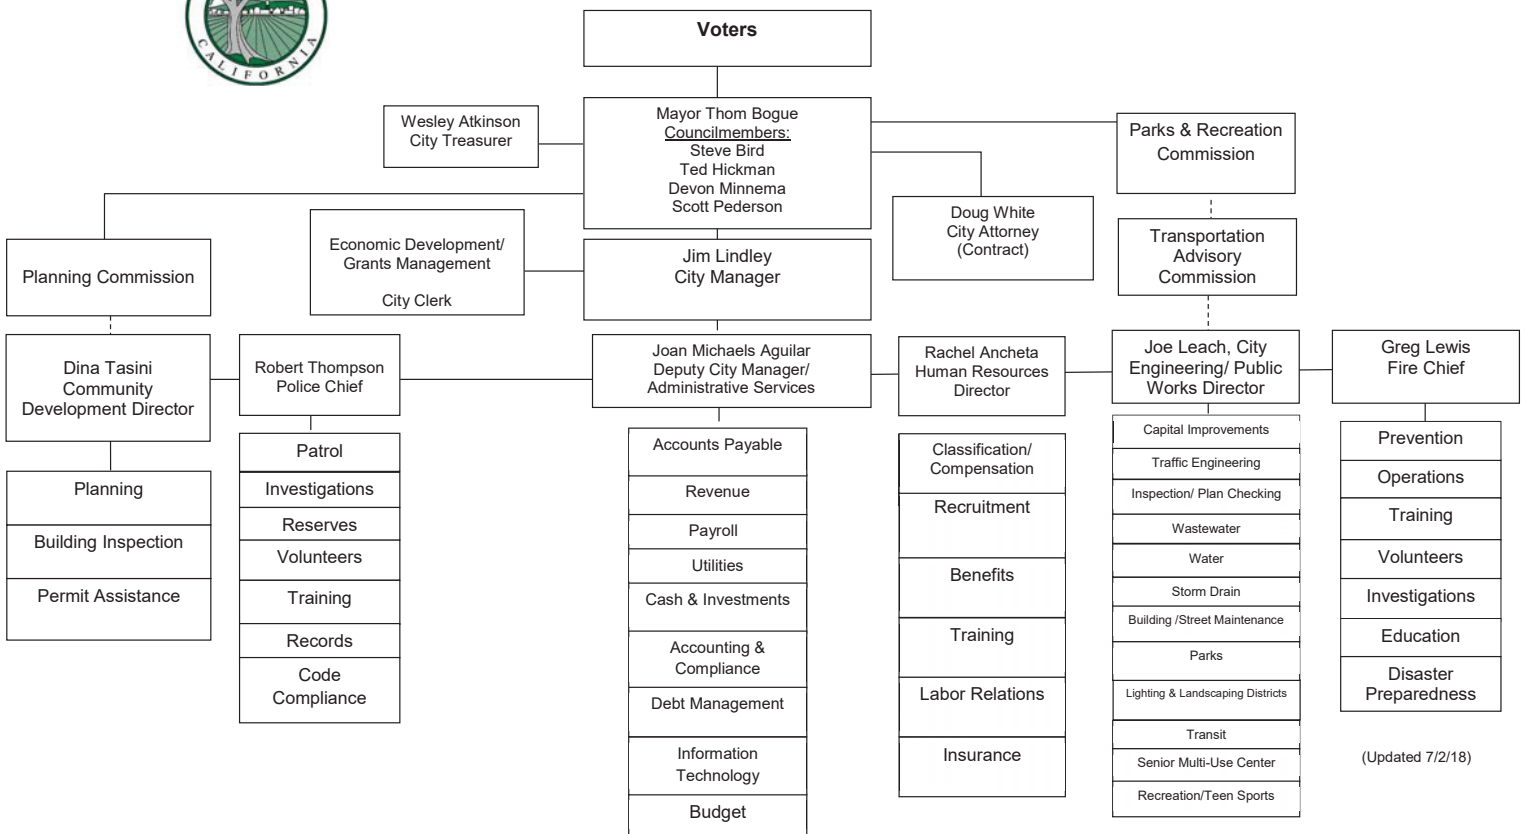 CALIFORNIA
Voters
Wesley Atkinson
City Treasurer
Mayor Thom Bogue
Councilmembers:
Steve Bird
Ted Hickman
Devon Minnema
Scott Pederson
Parks & Recreation
Commission
Doug White
City Attorney
(Contract)
Economic Development/
Grants Management
City Clerk
Jim Lindley
City Manager
Transportation
Advisory
Commission
Planning Commission
Dina Tasini
Community
Development Director
Robert Thompson
Police Chief
Joan Michaels Aguilar
Deputy City Manager/
Administrative Services
Rachel Ancheta
Human Resources
Director
Joe Leach, City
Engineering/ Public
Works Director
Greg Lewis
Fire Chief
Planning
Building Inspection
Permit Assistance
Patrol
Investigations
Reserves
Volunteers
Training
Records
Code
Compliance
Accounts Payable
Revenue
Payroll
Utilities
Cash & Investments
Accounting &
Compliance
Debt Management
Information
Technology
Budget
Classification/
Compensation
Recruitment
Benefits
Training
Labor Relations
Insurance
Capital Improvements
Traffic Engineering
Inspection/ Plan Checking
Wastewater
Water
Storm Drain
Building /Street Maintenance
Parks
Lighting & Landscaping Districts
Transit
Senior Multi-Use Center
Recreation/Teen Sports
Prevention
Operations
Training
Volunteers
Investigations
Education
Disaster
Preparedness
(Updated 7/2/18)